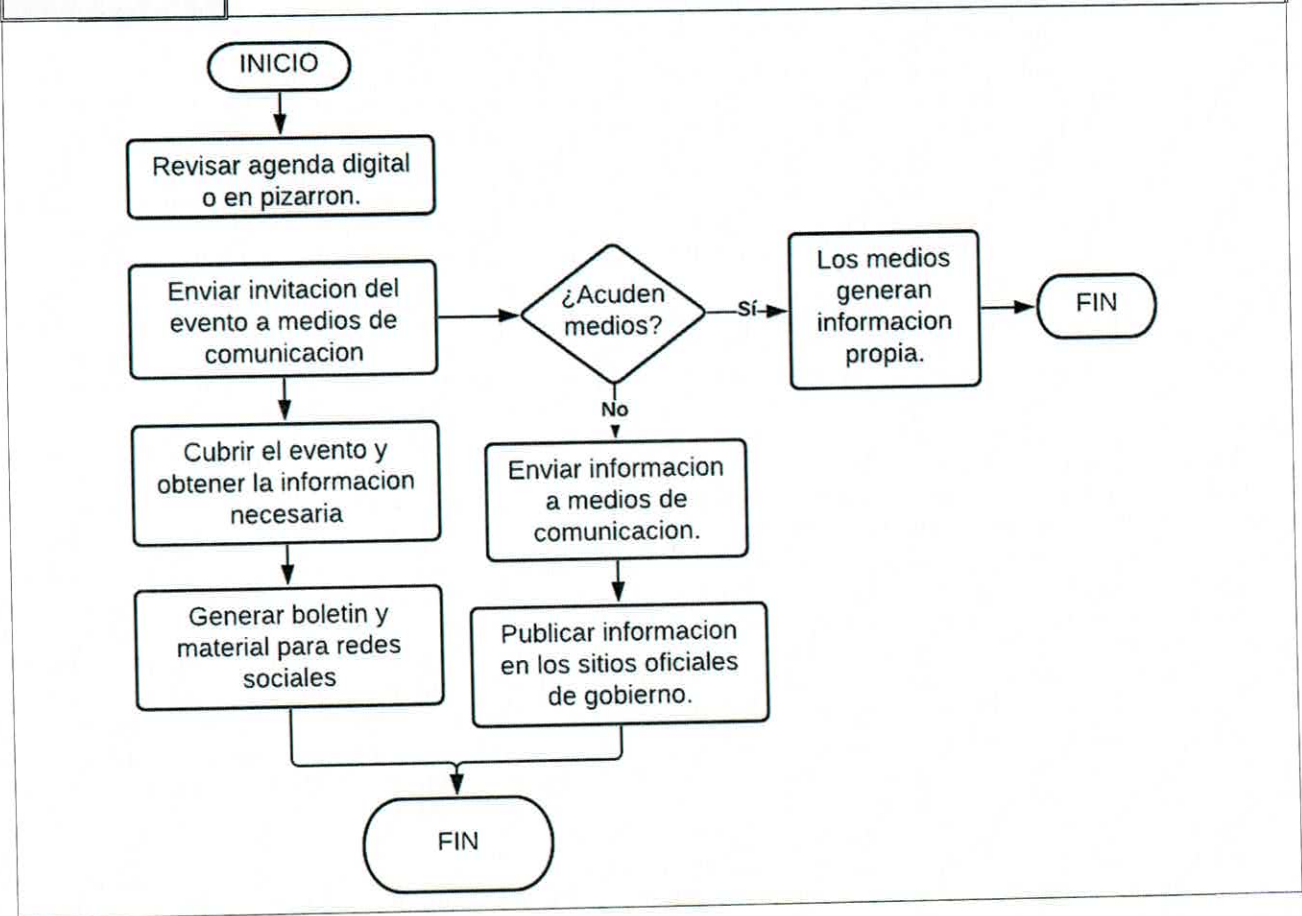 INICIO
Revisar agenda digital
o en pizarron.
Enviar invitacion del
evento a medios de
comunicacion
¿Acuden
medios?
Sí
Los medios
generan
informacion
propia.
FIN
No
Cubrir el evento y
obtener la informacion
necesaria
Enviar informacion
a medios de
comunicacion.
Generar boletin y
material para redes
sociales
Publicar informacion
en los sitios oficiales
de gobierno.
FIN